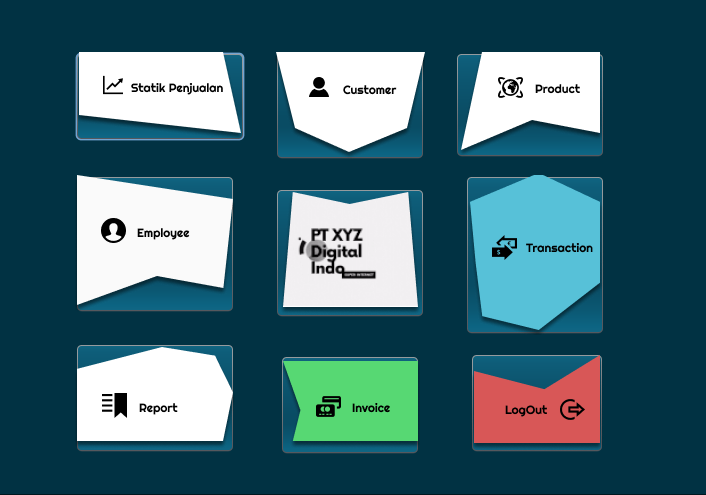 Statik Penjualan
Customer
Product
Employee
PT XYZ
Digital
Indo
Transaction
Report
Invoice
LogOut